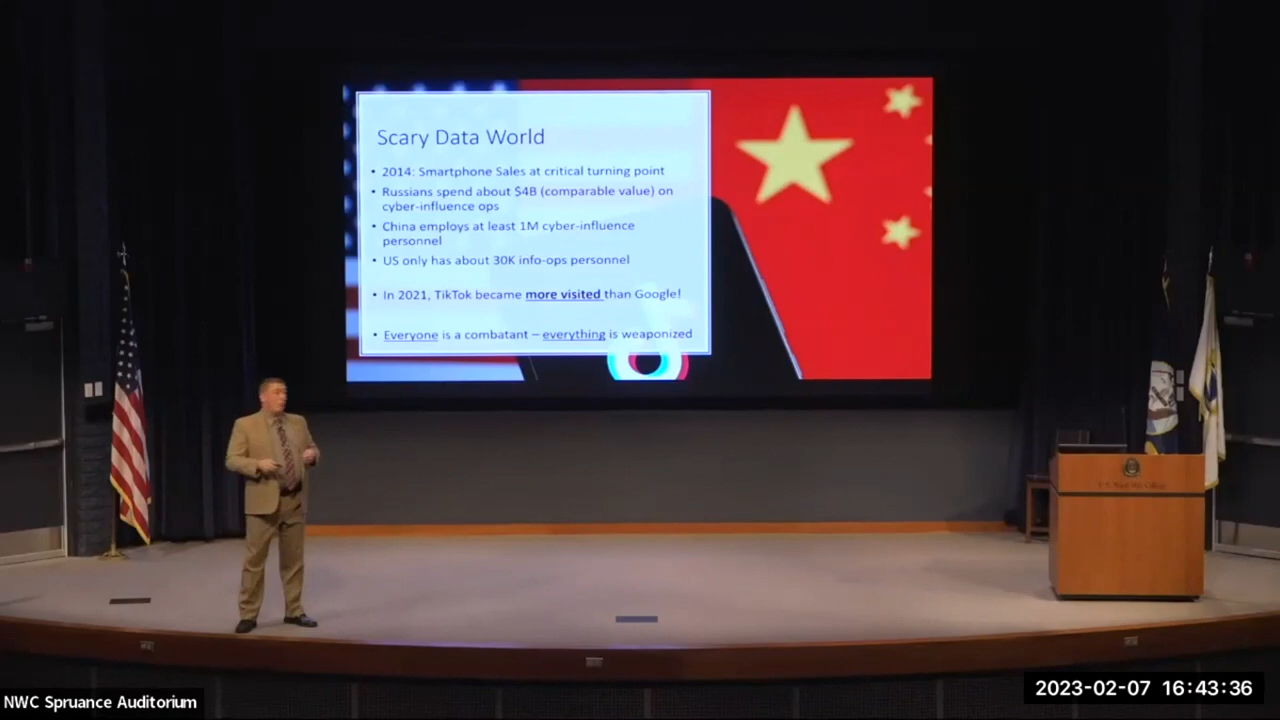 Scary Data World
• 2014: Smartphone Sales at critical turning point
• Russians spend about $4B (comparable value) on
cyber-influence ops
• China employs at least 1M cyber-influence
personnel
• US only has about 30K info-ops personnel
• In 2021, TikTok became more visited than Google!
• Everyone is a combatant – everything is weaponized
NWC Spruance Auditorium
2023-02-07 16:43:36